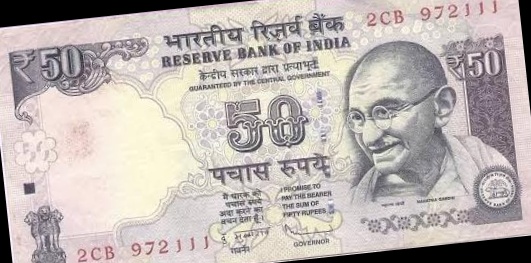 ₹50
भारतीय रिज़र्व बैंक
RESERVE BANK OF INDIA
2CB 972111
केन्द्रीय सरकार द्वारा प्रत्याभूत
GUARANTEED BY THE CENTRAL GOVERNMENT
₹50
50
पचास रुपये
मैं धारक को
पचास रुपये
अदा करने का
वचन देता हूँ।
I PROMISE TO
PAY THE BEARER
THE SUM OF
FIFTY RUPEES
गवर्नर
GOVERNOR
महात्मा गांधी
MAHATMA GANDHI
2CB 972111